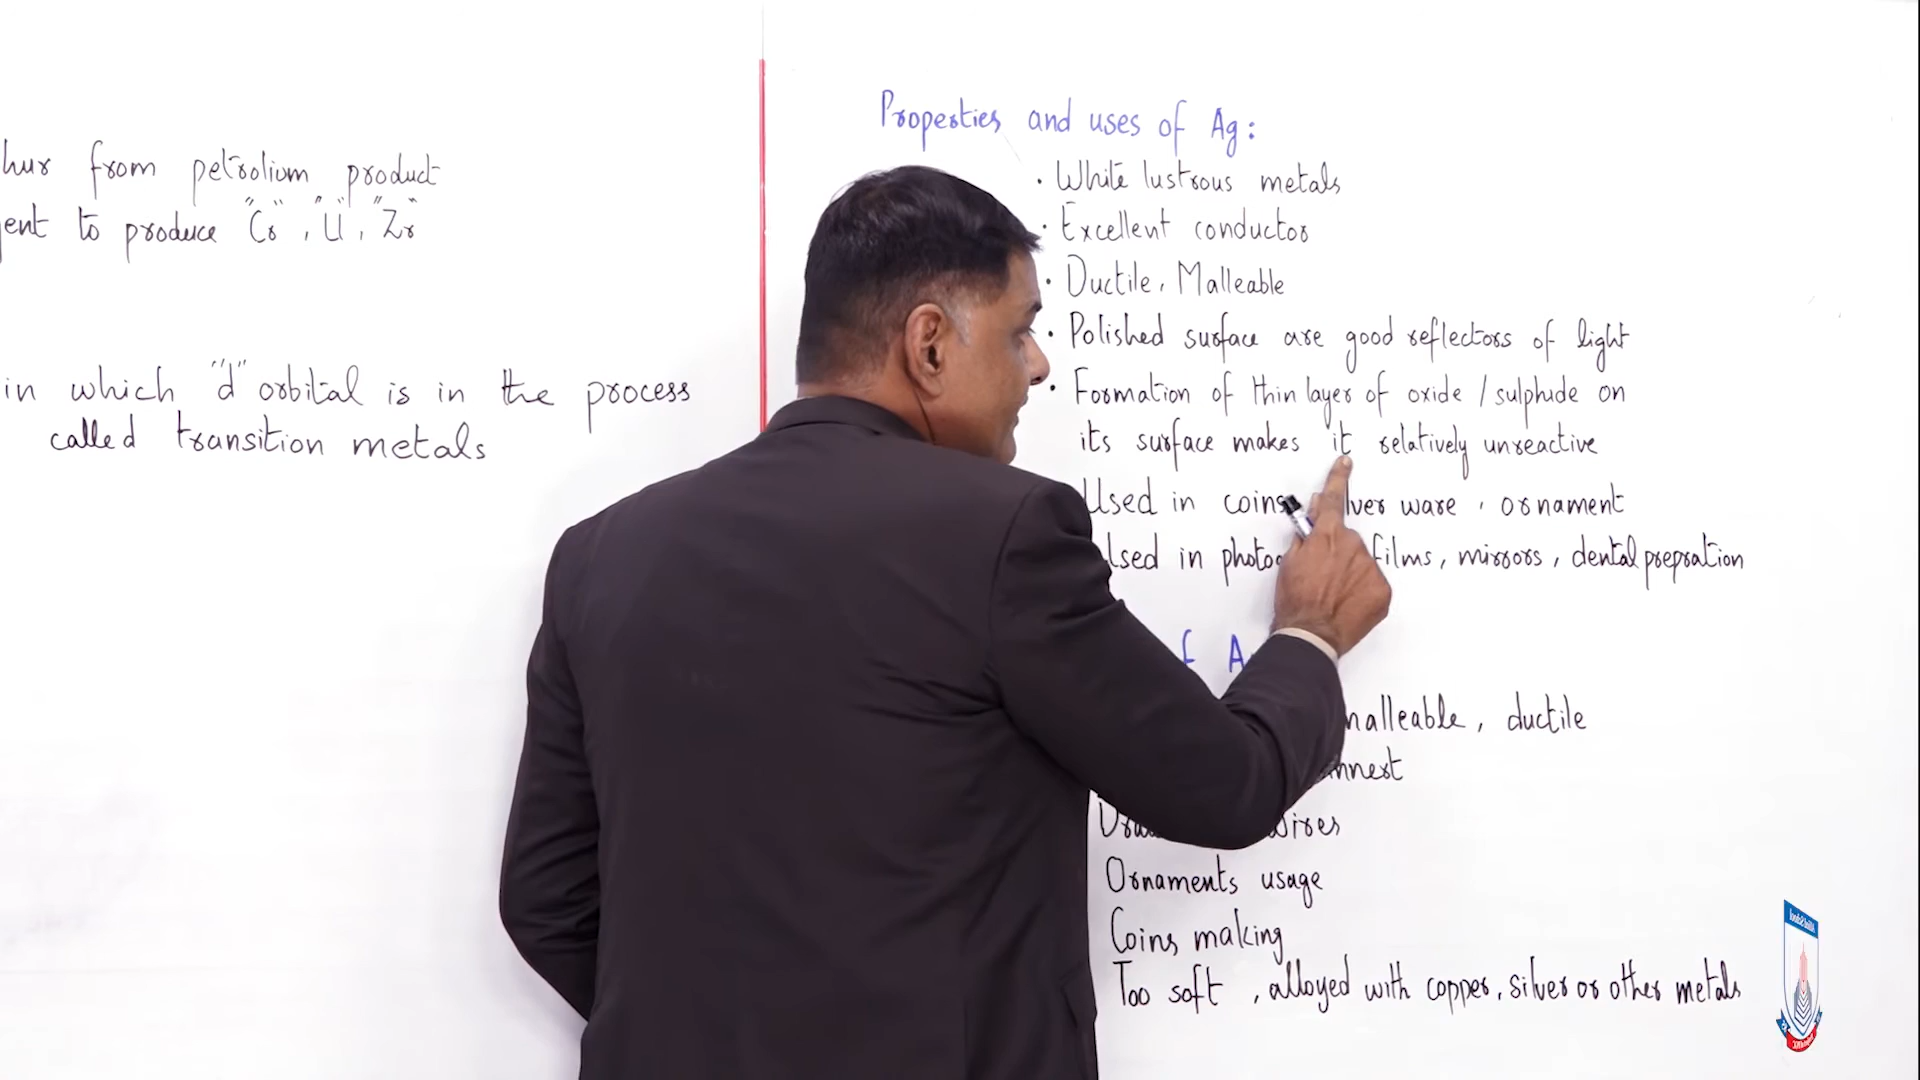 hur from petrolium product
ent to produce "Cr", "U", "Zr"
in which "d" orbital is in the process
called transition metals
Properties and uses of Ag:
· White lustrous metals
· Excellent conductor
· Ductile, Malleable
· Polished surface are good reflectors of light
· Formation of thin layer of oxide / sulphide on
its surface makes it relatively unreactive
Used in coins ware , ornament
Used in films, mirrors, dental prepration
malleable, ductile
wires
Ornaments usage
Coins making
Too soft , alloyed with copper, silver or other metals